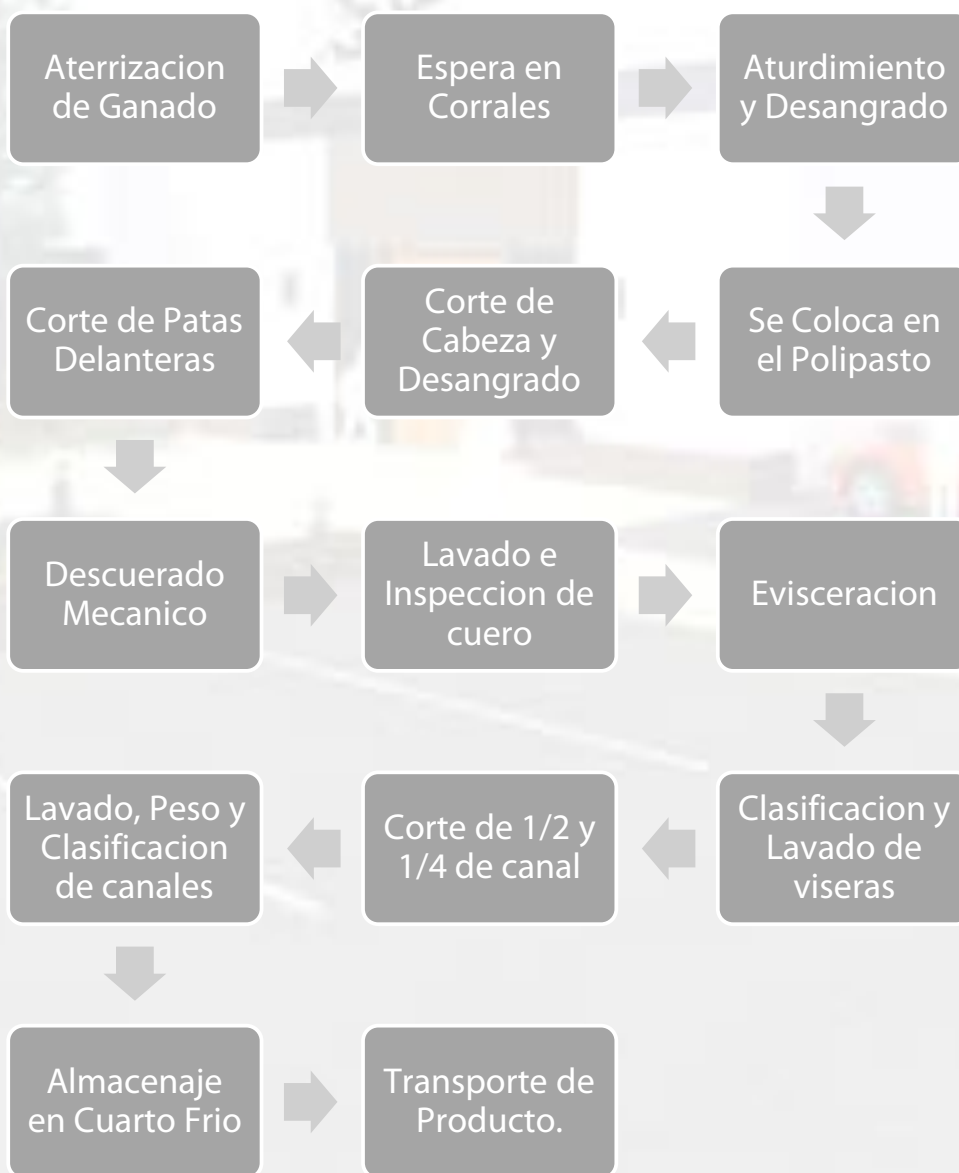 Aterrizacion
de Ganado
Espera en
Corrales
Aturdimiento
y Desangrado
Se Coloca en
el Polipasto
Corte de
Cabeza y
Desangrado
Corte de Patas
Delanteras
Descuerado
Mecanico
Lavado e
Inspeccion de
cuero
Evisceracion
Clasificacion y
Lavado de
viseras
Corte de 1/2 y
1/4 de canal
Lavado, Peso y
Clasificacion
de canales
Almacenaje
en Cuarto Frio
Transporte de
Producto.